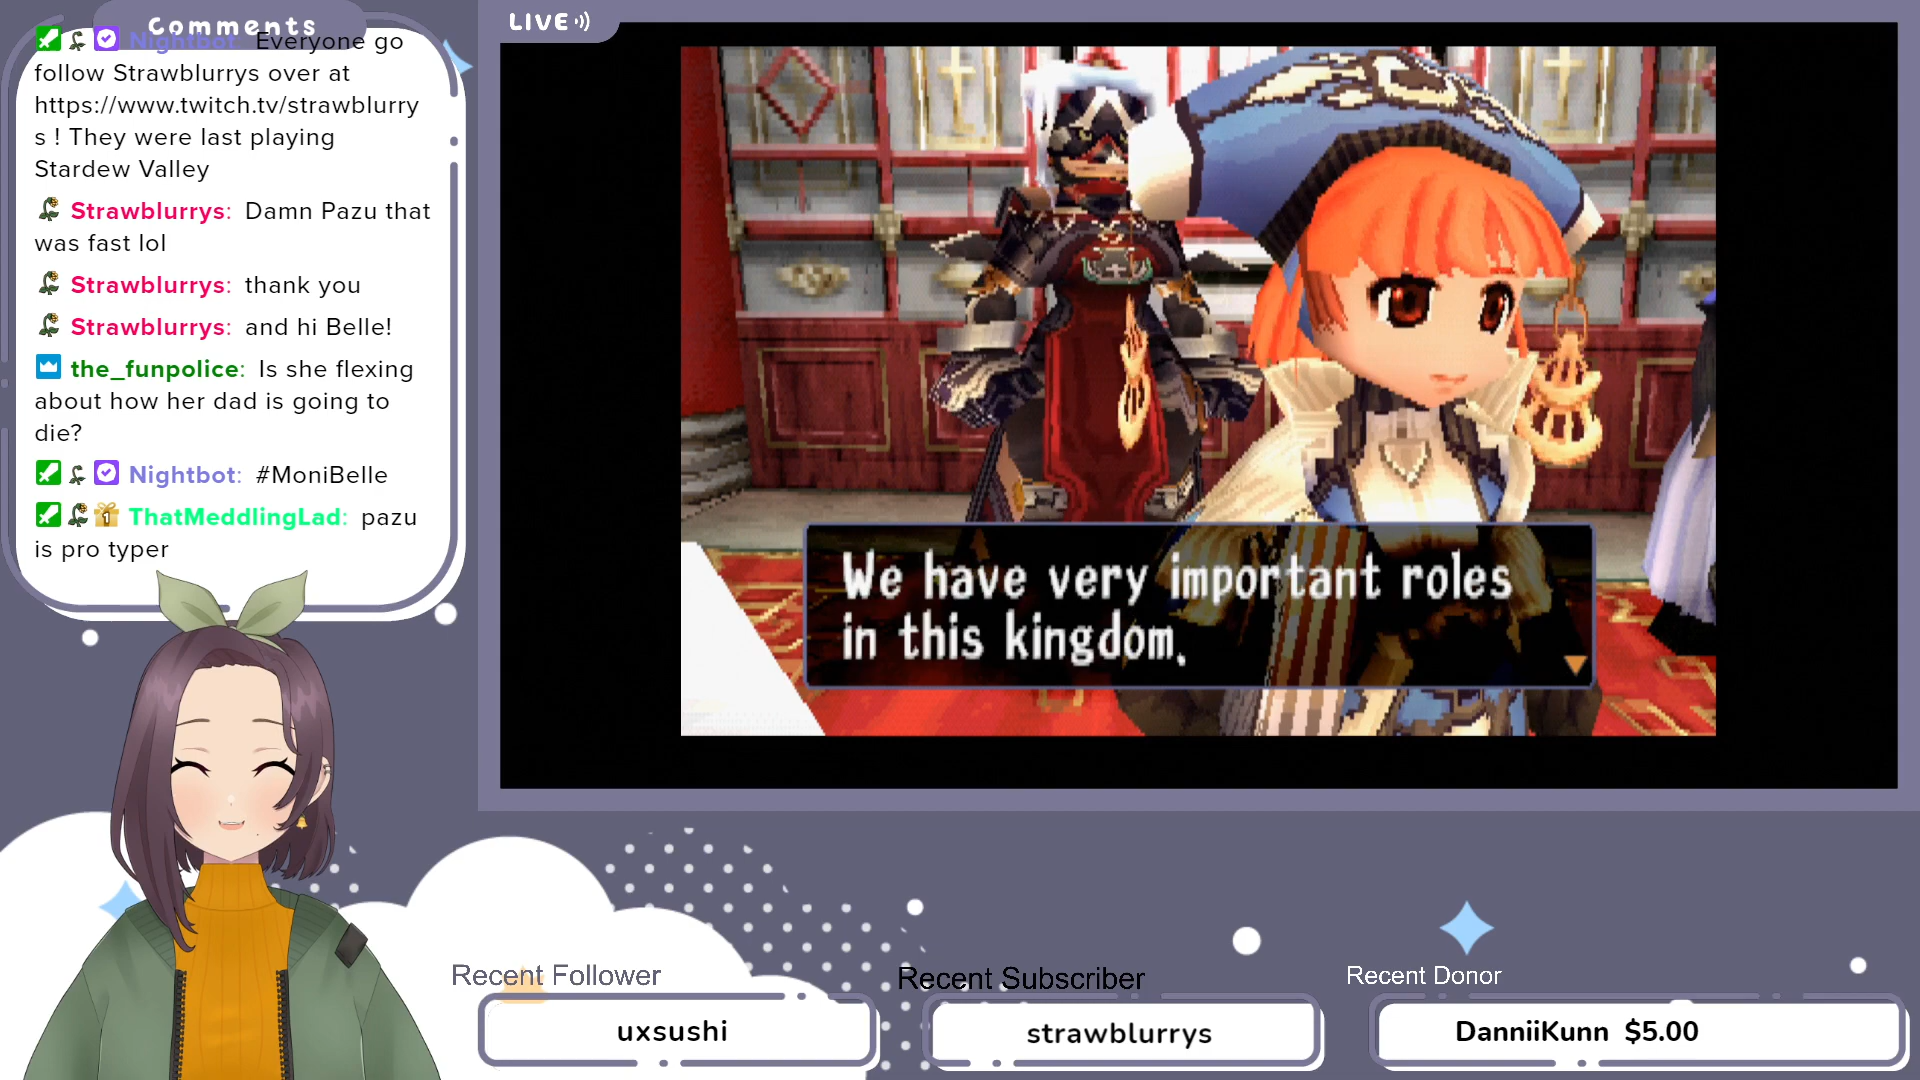 Comments
Nightbot: Everyone go
follow Strawblurrys over at
https://www.twitch.tv/strawblurry
s ! They were last playing
Stardew Valley
Strawblurrys: Damn Pazu that
was fast lol
Strawblurrys: thank you
Strawblurrys: and hi Belle!
the_funpolice: Is she flexing
about how her dad is going to
die?
Nightbot: #MoniBelle
1 ThatMeddlingLad: pazu
is pro typer
LIVE
We have very important roles
in this kingdom.
Recent Follower
uxsushi
Recent Subscriber
strawblurrys
Recent Donor
DanniiKunn $5.00